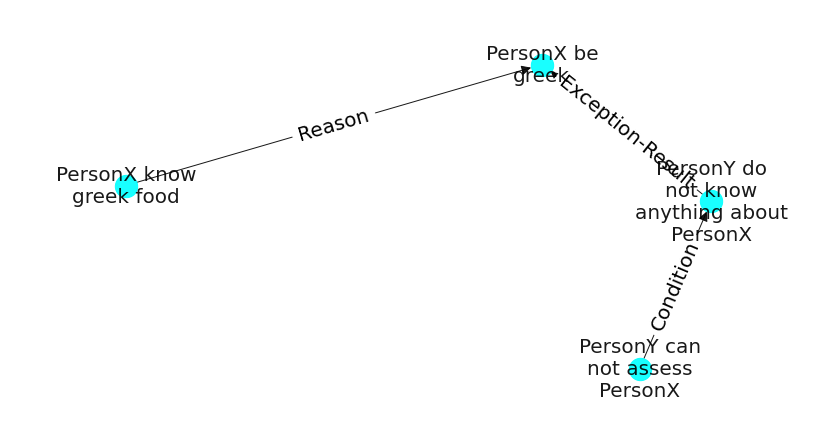 PersonX be
greek
Exception-Result
Reason
PersonX know
greek food
PersonY do
not know
anything about
PersonX
Condition
PersonY can
not assess
PersonX